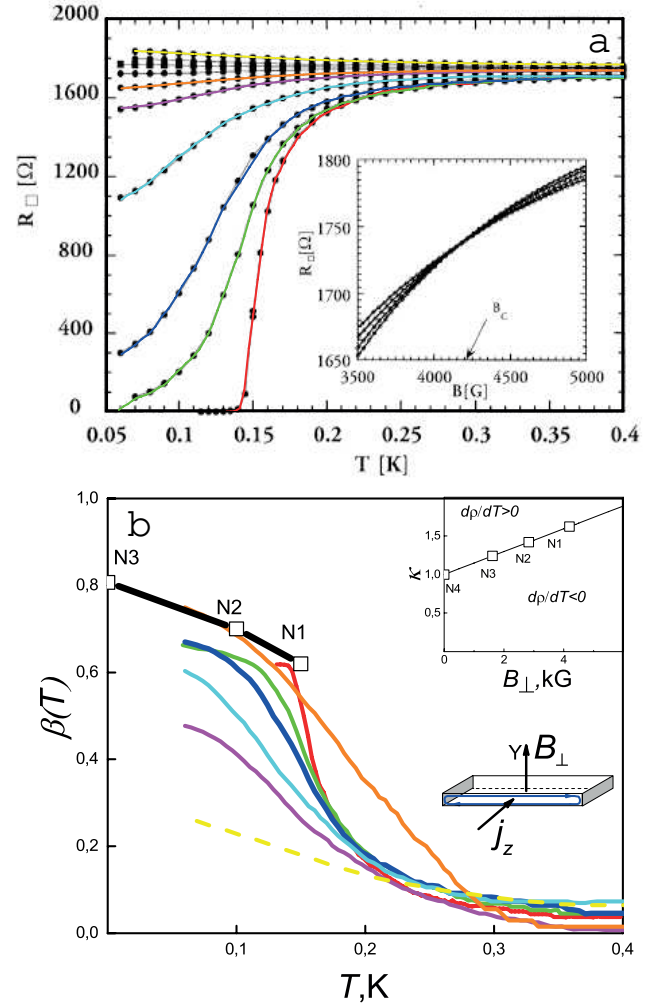 a
2000
1600
1200
800
400
0
R□ [Ω]
0.05
0.1
0.15
0.2
0.25
0.3
0.35
0.4
T [K]
1800
1750
1700
1650
R□[Ω]
B_C
3500
4000
4500
5000
B[G]
b
1,0
0,8
0,6
0,4
0,2
0,0
β(T)
N3
N2
N1
0,1
0,2
0,3
0,4
T,K
dρ/dT>0
1,5
1,0
0,5
κ
N4
N3
N2
N1
dρ/dT<0
0
2
4
B⊥,kG
Y
B⊥
j_z